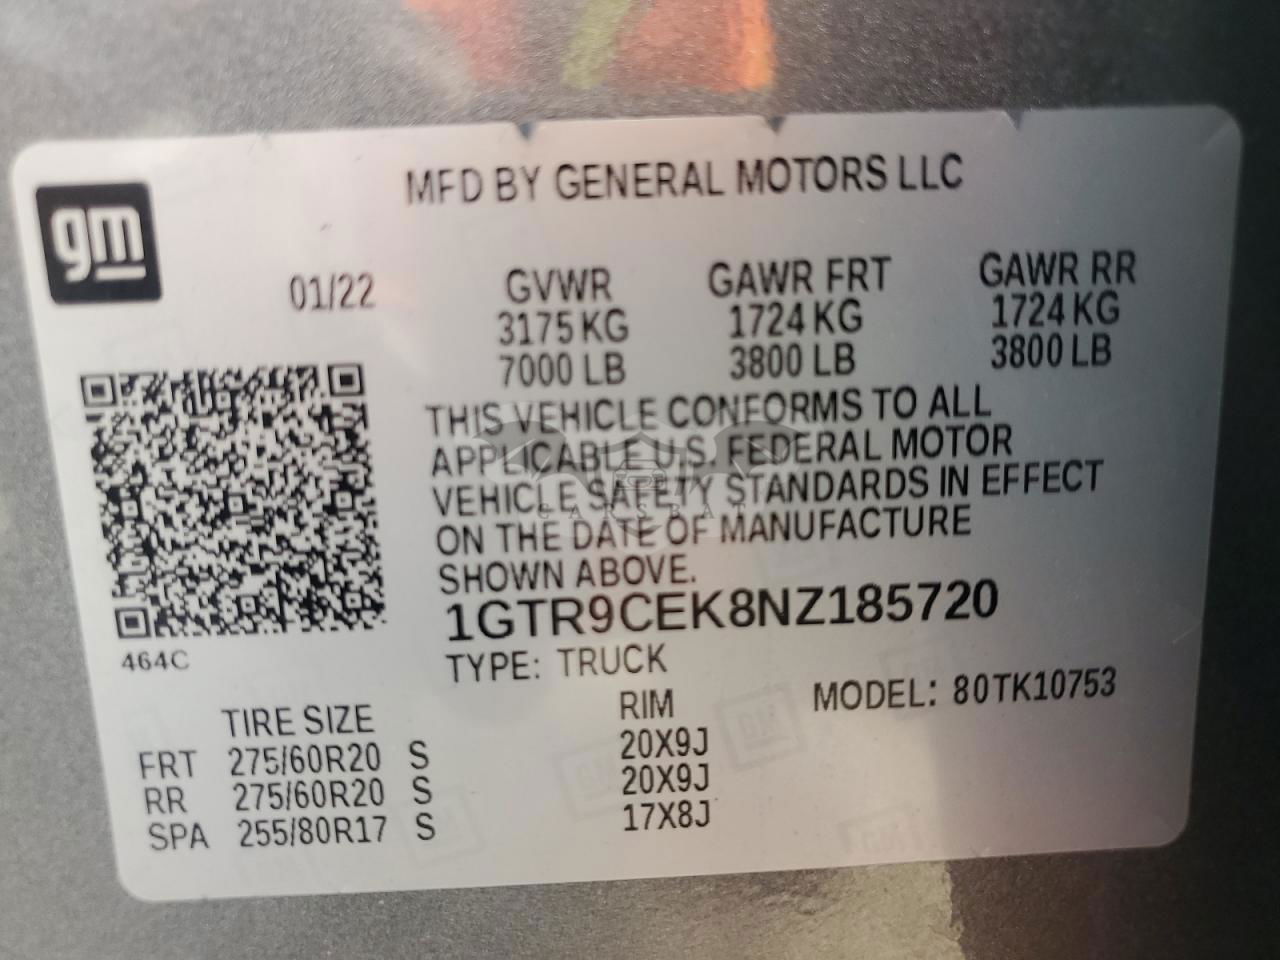 MFD BY GENERAL MOTORS LLC
gm
01/22
GVWR GAWR FRT GAWR RR
3175 KG 1724 KG 1724 KG
7000 LB 3800 LB 3800 LB
THIS VEHICLE CONFORMS TO ALL
APPLICABLE U.S. FEDERAL MOTOR
VEHICLE SAFETY STANDARDS IN EFFECT
ON THE DATE OF MANUFACTURE
SHOWN ABOVE.
1GTR9CEK8NZ185720
464C
TYPE: TRUCK
MODEL: 80TK10753
TIRE SIZE RIM
FRT 275/60R20 S 20X9J
RR 275/60R20 S 20X9J
SPA 255/80R17 S 17X8J
GM